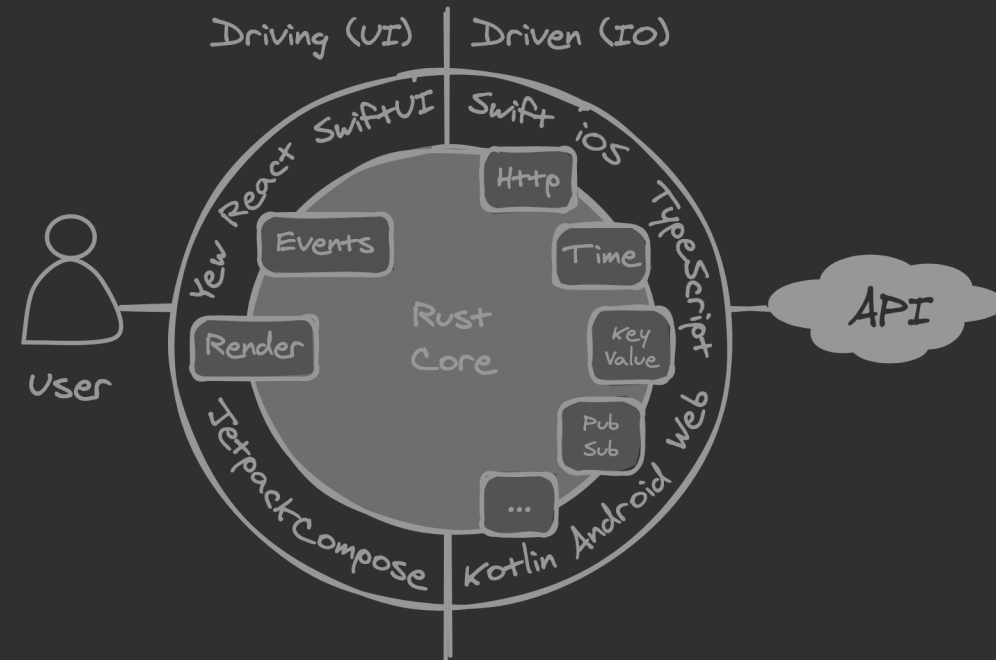 Driving (UI)
Driven (IO)
Yew React SwiftUI
Swift iOS
TypeScript Web
Http
Events
Time
Rust
Core
Key
Value
Render
API
User
Pub
Sub
...
JetpackCompose
Kotlin Android